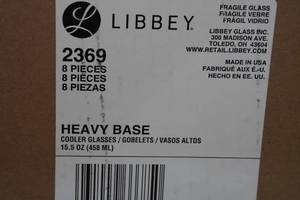 LIBBEY
FRAGILE GLASS
FRAGILE VERRE
FRÁGIL VIDRIO
LIBBEY GLASS INC.
300 MADISON AVE.
TOLEDO, OH 43604
www.RETAIL.LIBBEY.COM
MADE IN USA
FABRIQUÉ AUX É.-U.
HECHO EN EE. UU.
2369
8 PIECES
8 PIÈCES
8 PIEZAS
HEAVY BASE
COOLER GLASSES / GOBELETS / VASOS ALTOS
15.5 OZ (458 ML)